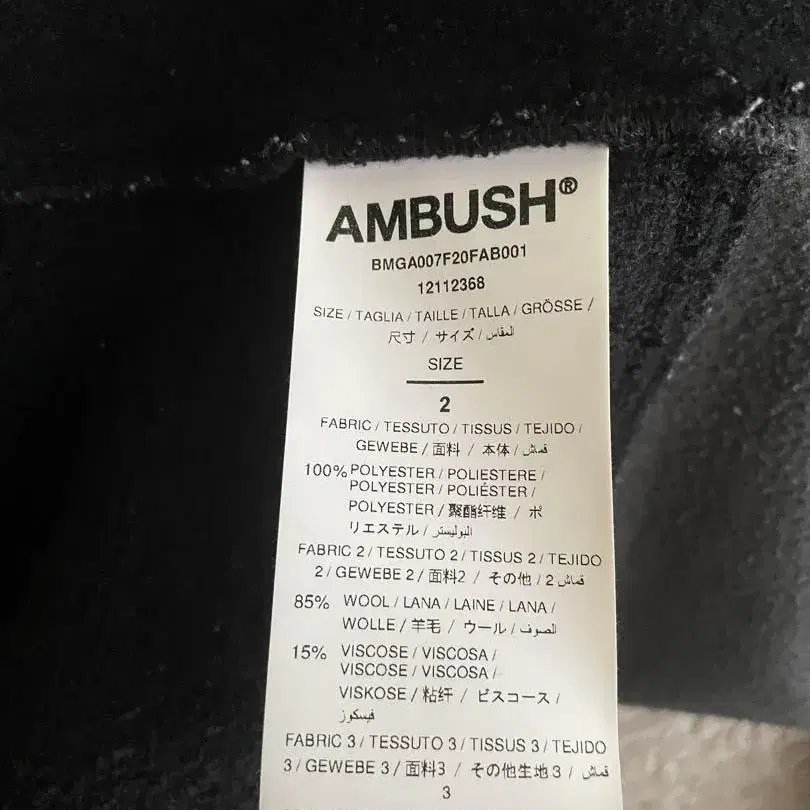 AMBUSH®
BMGA007F20FAB001
12112368
SIZE / TAGLIA / TAILLE / TALLA / GRÖSSE /
尺寸 / サイズ / المقاس
SIZE
2
FABRIC / TESSUTO / TISSUS / TEJIDO /
GEWEBE / 面料 / 本体 / قماش
100% POLYESTER / POLIESTERE /
POLYESTER / POLIÉSTER /
POLYESTER / 聚酯纤维 / ポ
リエステル / البوليستر
FABRIC 2 / TESSUTO 2 / TISSUS 2 / TEJIDO
2 / GEWEBE 2 / 面料2 / その他 / 2 قماش
85% WOOL / LANA / LAINE / LANA /
WOLLE / 羊毛 / ウール / الصوف
15% VISCOSE / VISCOSA /
VISCOSE / VISCOSA /
VISKOSE / 粘纤 / ビスコース /
فيسكوز
FABRIC 3 / TESSUTO 3 / TISSUS 3 / TEJIDO
3 / GEWEBE 3 / 面料3 / その他生地 3 / قماش
3